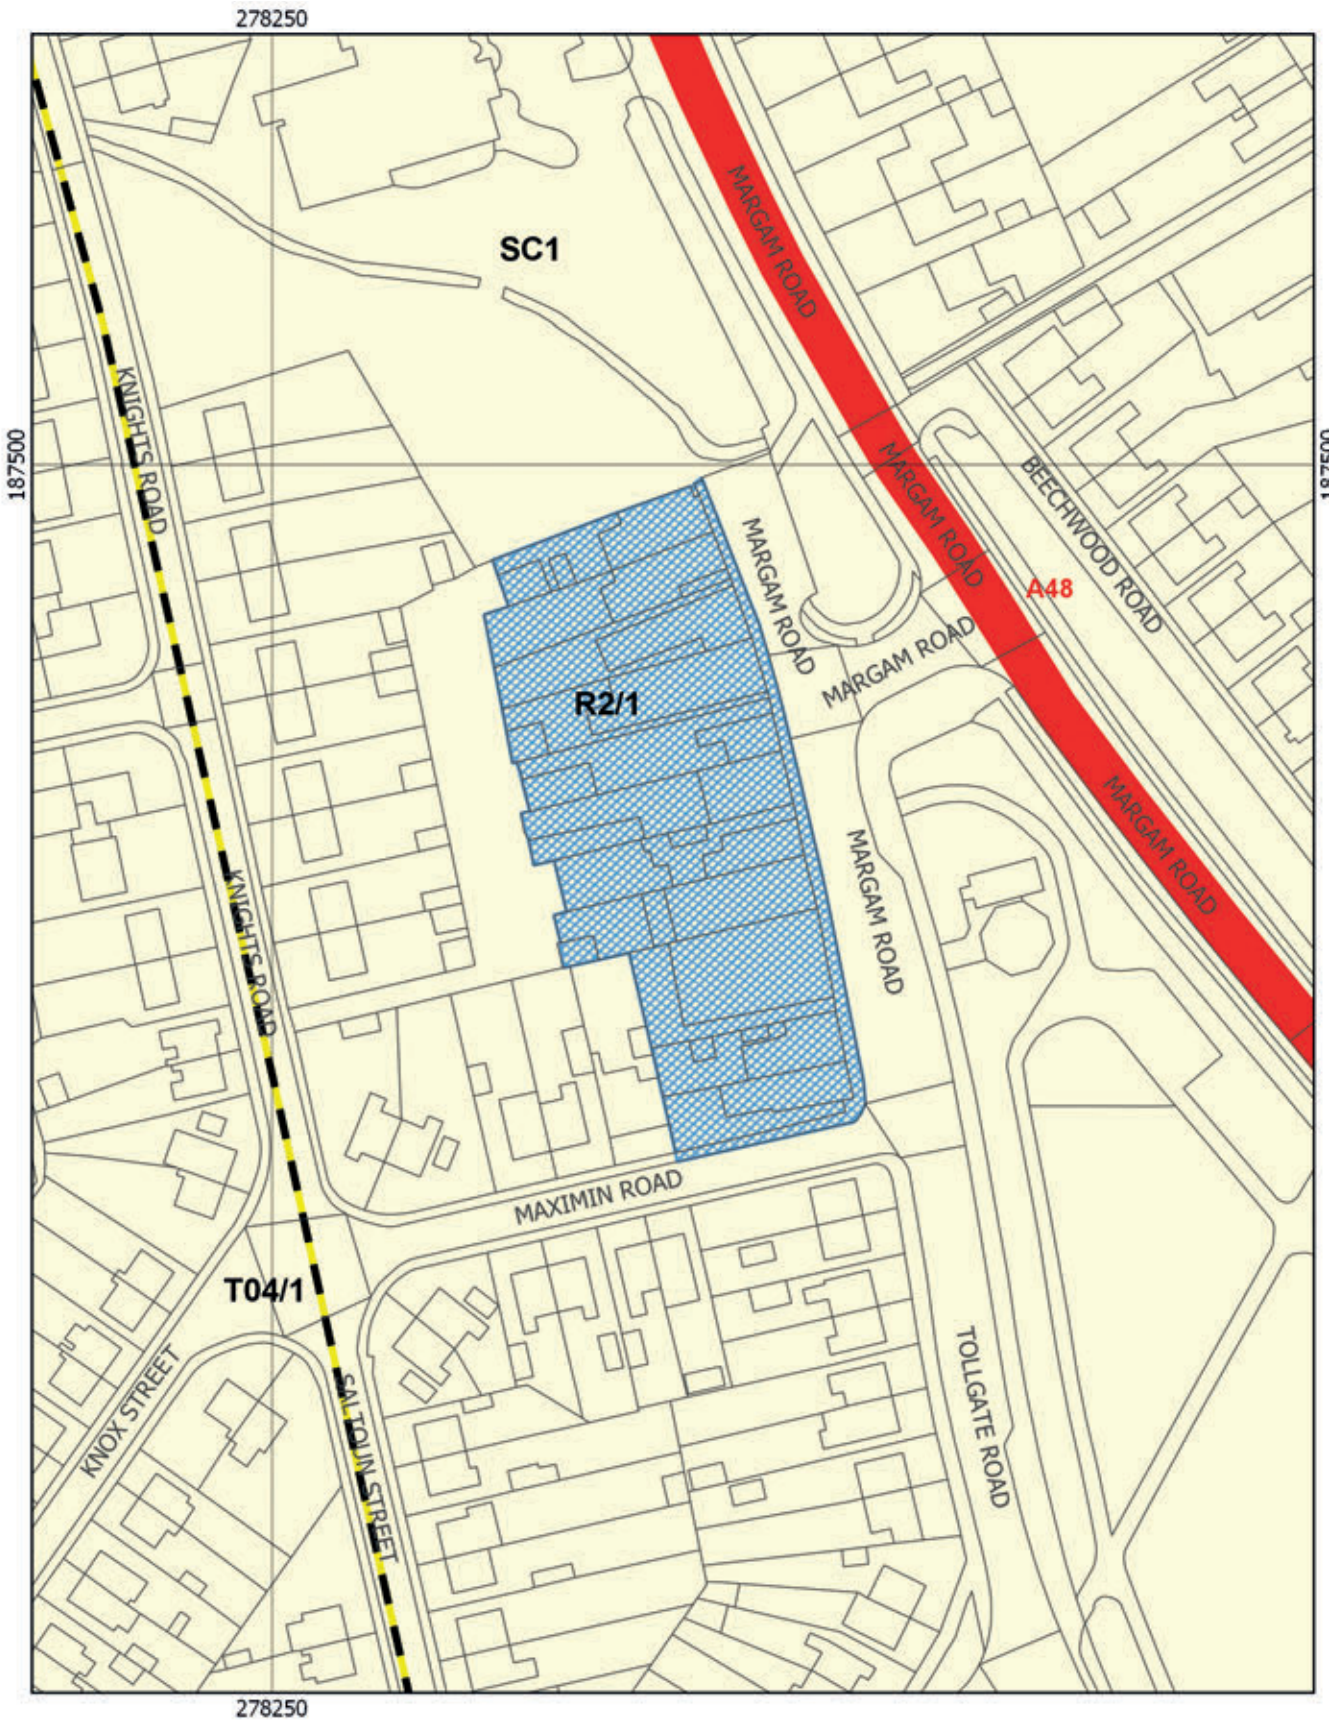 278250
MARGAM ROAD
SC1
KNIGHTS ROAD
187500
187500
MARGAM ROAD
BEECHWOOD ROAD
MARGAM ROAD
A48
MARGAM ROAD
R2/1
MARGAM ROAD
MARGAM ROAD
KNIGHTS ROAD
MAXIMIN ROAD
T04/1
KNOX STREET
SALTOUN STREET
TOLLGATE ROAD
278250